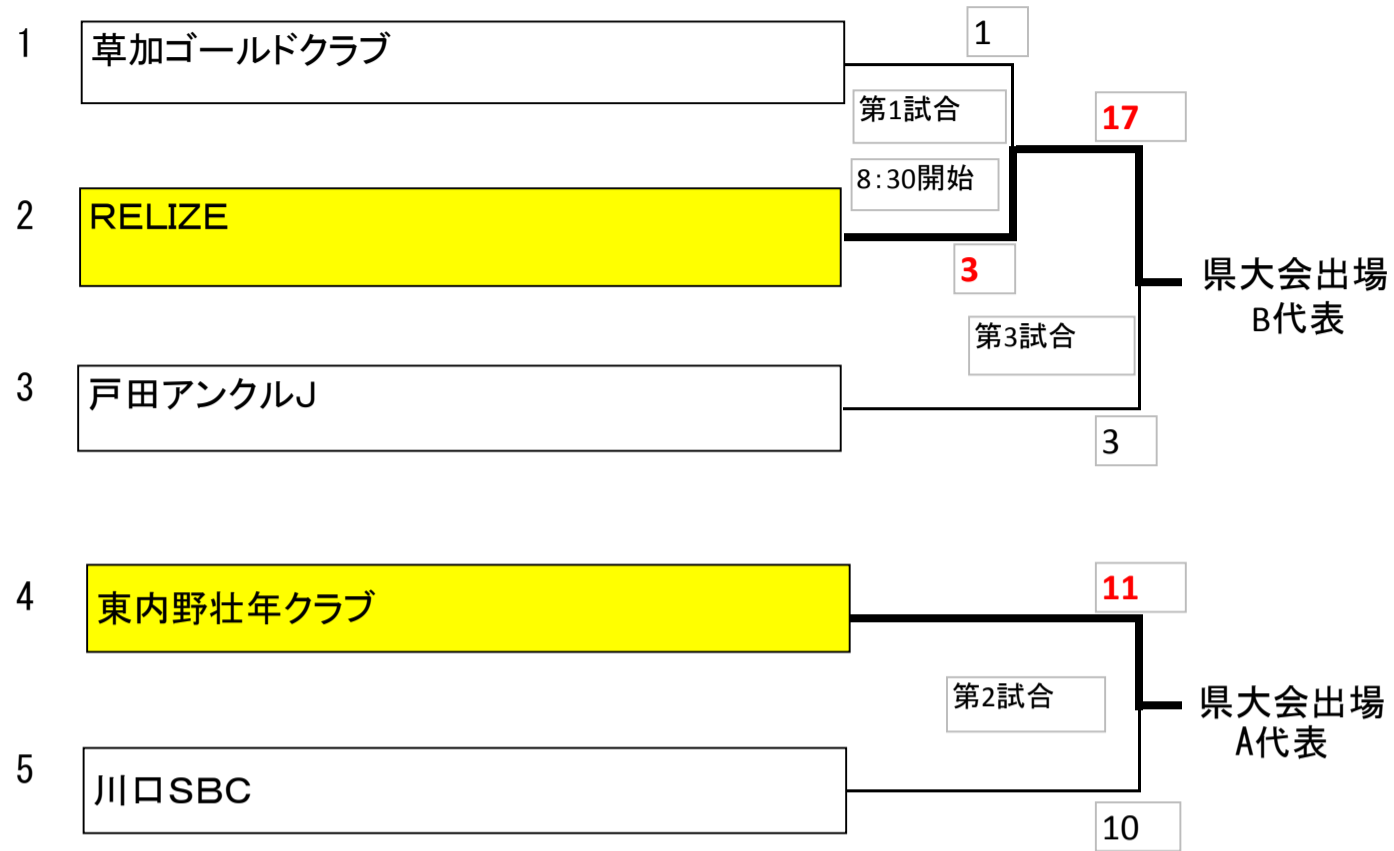 1
草加ゴールドクラブ
1
第1試合
17
8:30開始
2
RELIZE
3
県大会出場
B代表
第3試合
3
戸田アンクルJ
3
4
東内野壮年クラブ
11
第2試合
県大会出場
A代表
5
川口SBC
10